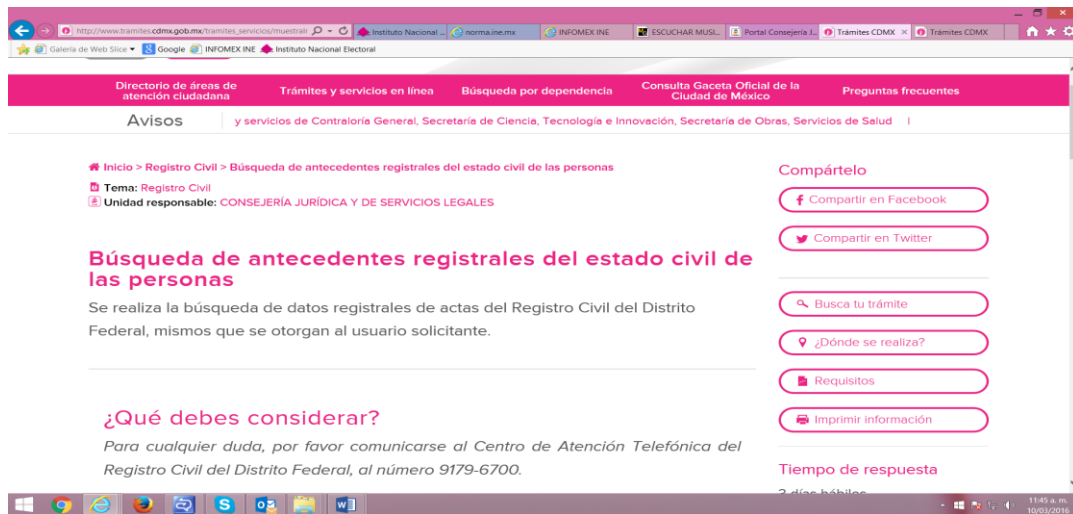 http://www.tramites.cdmx.gob.mx/tramites_servicios/muestraIn
Instituto Nacional ...
norma.ine.mx
INFOMEX INE
ESCUCHAR MUSI...
Portal Consejería J...
Trámites CDMX
Trámites CDMX
Galería de Web Slice
Google
INFOMEX INE
Instituto Nacional Electoral
Directorio de áreas de
atención ciudadana
Trámites y servicios en línea
Búsqueda por dependencia
Consulta Gaceta Oficial de la
Ciudad de México
Preguntas frecuentes
Avisos
y servicios de Contraloría General, Secretaría de Ciencia, Tecnología e Innovación, Secretaría de Obras, Servicios de Salud |
Inicio > Registro Civil > Búsqueda de antecedentes registrales del estado civil de las personas
Tema: Registro Civil
Unidad responsable: CONSEJERÍA JURÍDICA Y DE SERVICIOS LEGALES
Búsqueda de antecedentes registrales del estado civil de
las personas
Se realiza la búsqueda de datos registrales de actas del Registro Civil del Distrito
Federal, mismos que se otorgan al usuario solicitante.
¿Qué debes considerar?
Para cualquier duda, por favor comunicarse al Centro de Atención Telefónica del
Registro Civil del Distrito Federal, al número 9179-6700.
Compártelo
Compartir en Facebook
Compartir en Twitter
Busca tu trámite
¿Dónde se realiza?
Requisitos
Imprimir información
Tiempo de respuesta
3 días hábiles
11:45 a. m.
10/03/2016